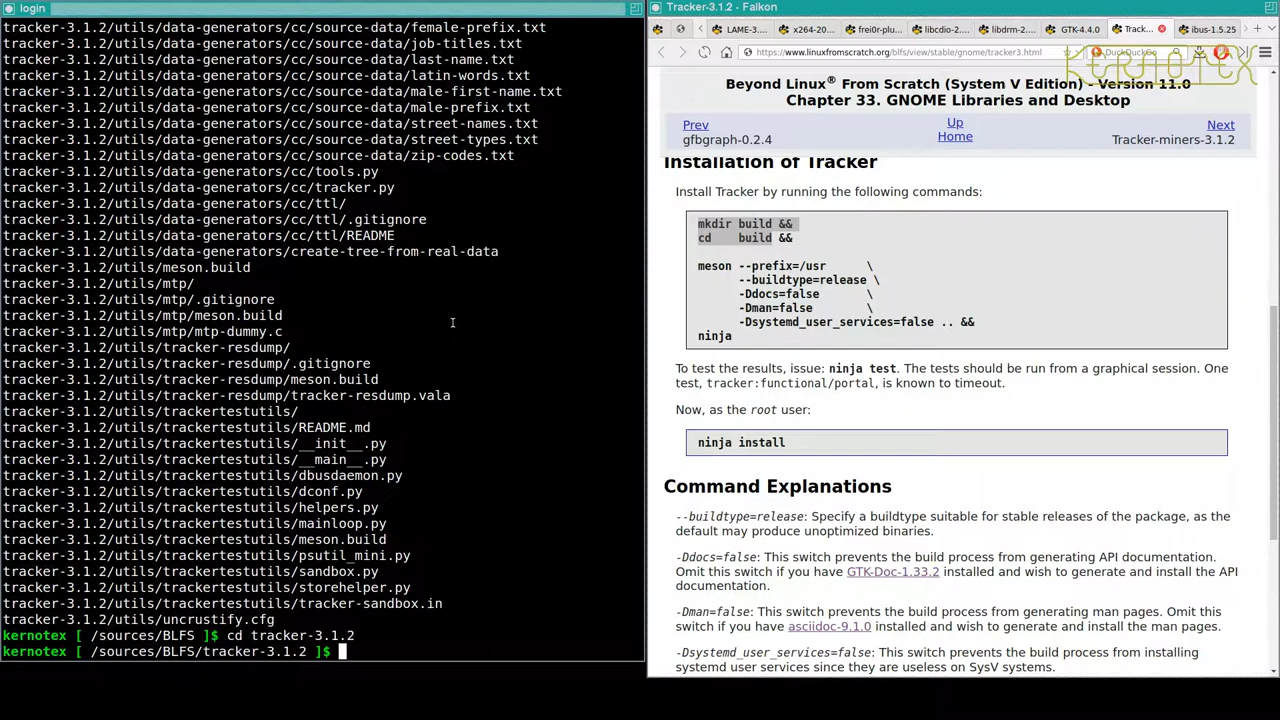 login
tracker-3.1.2/utils/data-generators/cc/source-data/female-prefix.txt
tracker-3.1.2/utils/data-generators/cc/source-data/job-titles.txt
tracker-3.1.2/utils/data-generators/cc/source-data/last-name.txt
tracker-3.1.2/utils/data-generators/cc/source-data/latin-words.txt
tracker-3.1.2/utils/data-generators/cc/source-data/male-first-name.txt
tracker-3.1.2/utils/data-generators/cc/source-data/male-prefix.txt
tracker-3.1.2/utils/data-generators/cc/source-data/street-names.txt
tracker-3.1.2/utils/data-generators/cc/source-data/street-types.txt
tracker-3.1.2/utils/data-generators/cc/source-data/zip-codes.txt
tracker-3.1.2/utils/data-generators/cc/tools.py
tracker-3.1.2/utils/data-generators/cc/tracker.py
tracker-3.1.2/utils/data-generators/cc/ttl/
tracker-3.1.2/utils/data-generators/cc/ttl/.gitignore
tracker-3.1.2/utils/data-generators/cc/ttl/README
tracker-3.1.2/utils/data-generators/create-tree-from-real-data
tracker-3.1.2/utils/meson.build
tracker-3.1.2/utils/mtp/
tracker-3.1.2/utils/mtp/.gitignore
tracker-3.1.2/utils/mtp/meson.build
tracker-3.1.2/utils/mtp/mtp-dummy.c
tracker-3.1.2/utils/tracker-resdump/
tracker-3.1.2/utils/tracker-resdump/.gitignore
tracker-3.1.2/utils/tracker-resdump/meson.build
tracker-3.1.2/utils/tracker-resdump/tracker-resdump.vala
tracker-3.1.2/utils/trackertestutils/
tracker-3.1.2/utils/trackertestutils/README.md
tracker-3.1.2/utils/trackertestutils/__init__.py
tracker-3.1.2/utils/trackertestutils/__main__.py
tracker-3.1.2/utils/trackertestutils/dbusdaemon.py
tracker-3.1.2/utils/trackertestutils/dconf.py
tracker-3.1.2/utils/trackertestutils/helpers.py
tracker-3.1.2/utils/trackertestutils/mainloop.py
tracker-3.1.2/utils/trackertestutils/meson.build
tracker-3.1.2/utils/trackertestutils/psutil_mini.py
tracker-3.1.2/utils/trackertestutils/sandbox.py
tracker-3.1.2/utils/trackertestutils/storehelper.py
tracker-3.1.2/utils/trackertestutils/tracker-sandbox.in
tracker-3.1.2/utils/uncrustify.cfg
kernotex [ /sources/BLFS ]$ cd tracker-3.1.2
kernotex [ /sources/BLFS/tracker-3.1.2 ]$
Tracker-3.1.2 - Falkon
LAME-3.... x264-20... frei0r-plu... libcdio-2... libdrm-2.... GTK-4.4.0 Track... ibus-1.5.25
https://www.linuxfromscratch.org/blfs/view/stable/gnome/tracker3.html DuckDuckGo
KERNOTEX
Beyond Linux® From Scratch (System V Edition) - Version 11.0
Chapter 33. GNOME Libraries and Desktop
Prev Up Next
gfbgraph-0.2.4 Home Tracker-miners-3.1.2
Installation of Tracker
Install Tracker by running the following commands:
mkdir build &&
cd    build &&
meson --prefix=/usr       \
--buildtype=release \
-Ddocs=false        \
-Dman=false         \
-Dsystemd_user_services=false .. &&
ninja
To test the results, issue: ninja test. The tests should be run from a graphical session. One
test, tracker:functional/portal, is known to timeout.
Now, as the root user:
ninja install
Command Explanations
--buildtype=release: Specify a buildtype suitable for stable releases of the package, as the
default may produce unoptimized binaries.
-Ddocs=false: This switch prevents the build process from generating API documentation.
Omit this switch if you have GTK-Doc-1.33.2 installed and wish to generate and install the API
documentation.
-Dman=false: This switch prevents the build process from generating man pages. Omit this
switch if you have asciidoc-9.1.0 installed and wish to generate and install the man pages.
-Dsystemd_user_services=false: This switch prevents the build process from installing
systemd user services since they are useless on SysV systems.